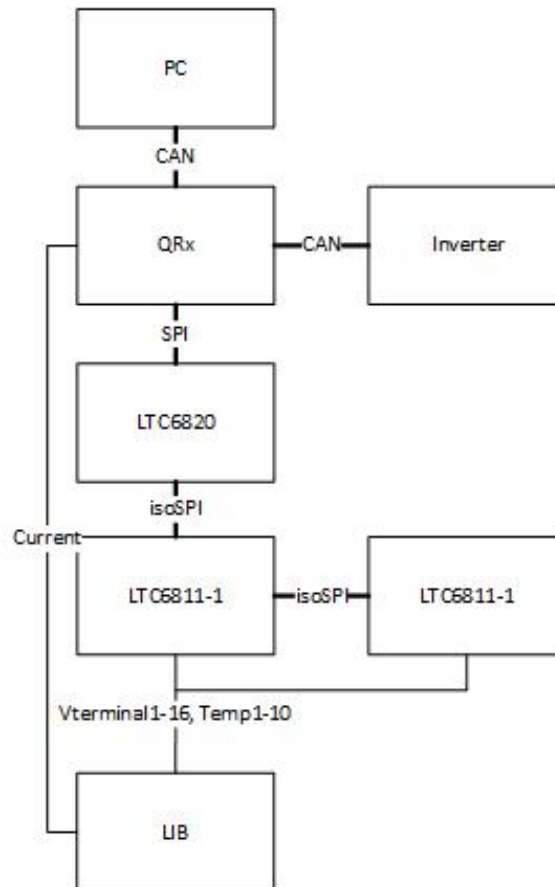 PC
CAN
QRx
CAN
Inverter
SPI
LTC6820
isoSPI
Current
LTC6811-1
isoSPI
LTC6811-1
Vterminal1-16, Temp1-10
LIB